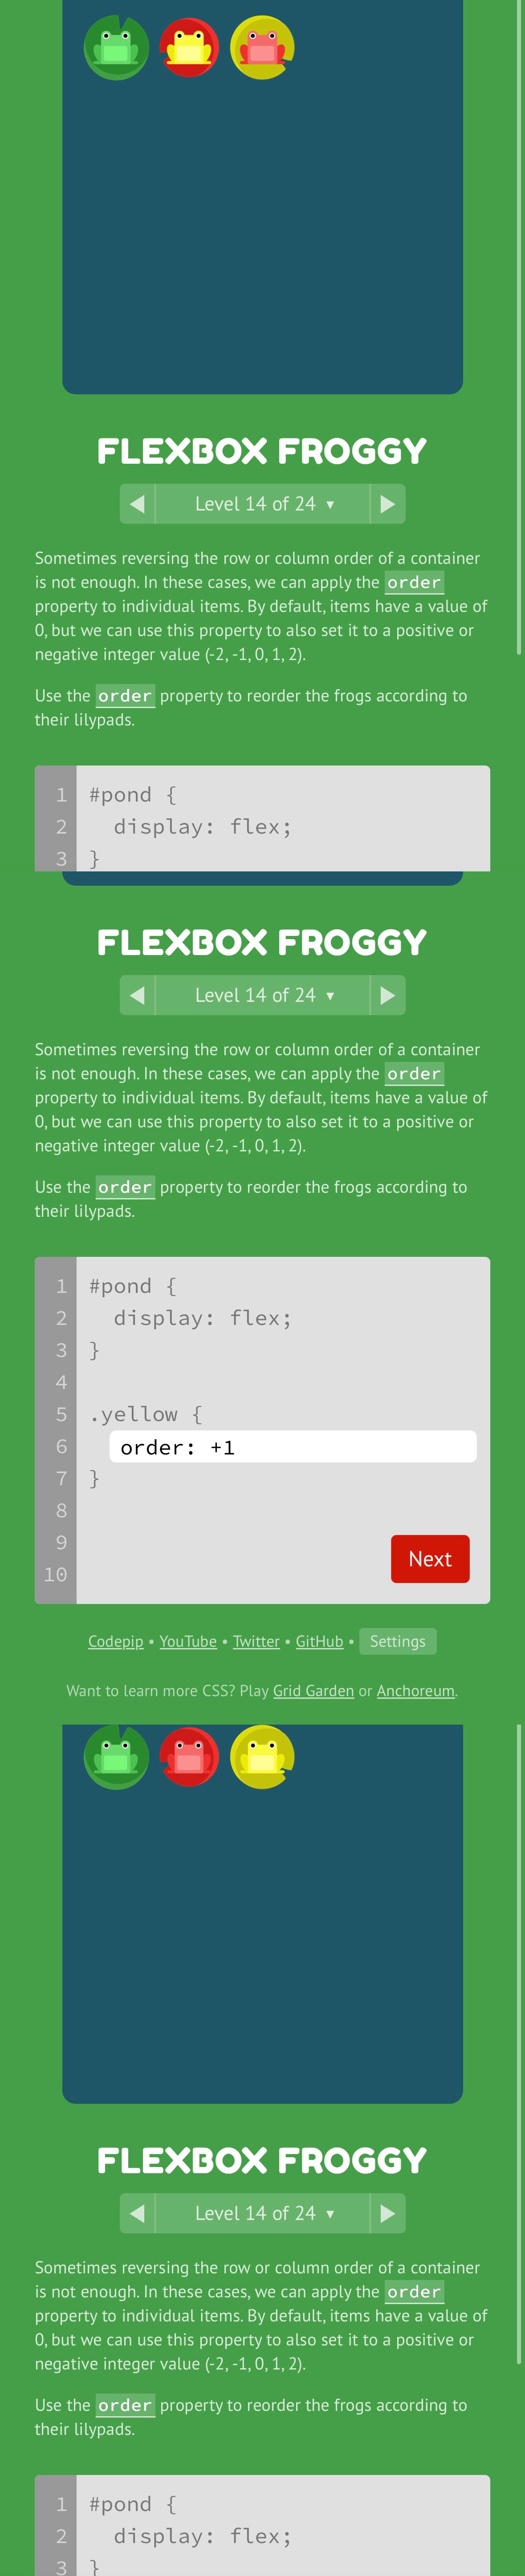 FLEXBOX FROGGY
◀ Level 14 of 24 ▼ ▶
Sometimes reversing the row or column order of a container
is not enough. In these cases, we can apply the order
property to individual items. By default, items have a value of
0, but we can use this property to also set it to a positive or
negative integer value (-2, -1, 0, 1, 2).
Use the order property to reorder the frogs according to
their lilypads.
1 #pond {
2 display: flex;
3 }
FLEXBOX FROGGY
◀ Level 14 of 24 ▼ ▶
Sometimes reversing the row or column order of a container
is not enough. In these cases, we can apply the order
property to individual items. By default, items have a value of
0, but we can use this property to also set it to a positive or
negative integer value (-2, -1, 0, 1, 2).
Use the order property to reorder the frogs according to
their lilypads.
1 #pond {
2 display: flex;
3 }
4
5 .yellow {
6 order: +1
7 }
8
9
Next
10
Codepip • YouTube • Twitter • GitHub • Settings
Want to learn more CSS? Play Grid Garden or Anchoreum.
FLEXBOX FROGGY
◀ Level 14 of 24 ▼ ▶
Sometimes reversing the row or column order of a container
is not enough. In these cases, we can apply the order
property to individual items. By default, items have a value of
0, but we can use this property to also set it to a positive or
negative integer value (-2, -1, 0, 1, 2).
Use the order property to reorder the frogs according to
their lilypads.
1 #pond {
2 display: flex;
3 }